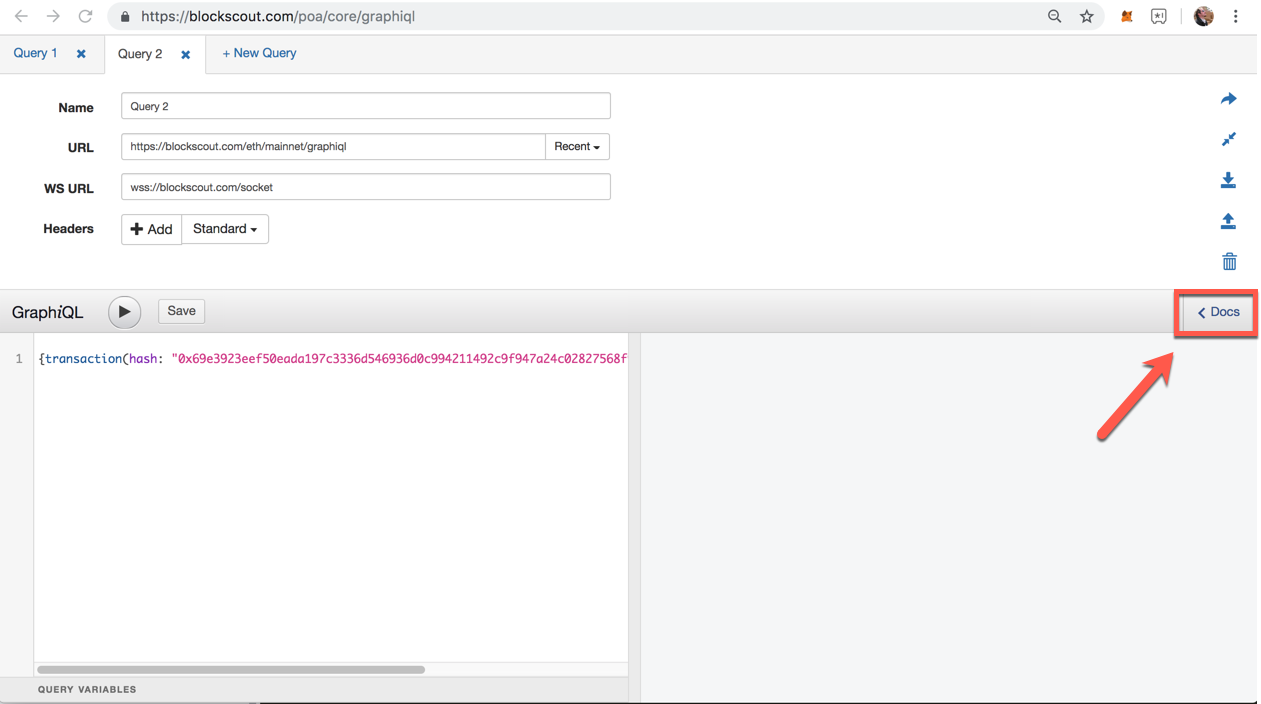 https://blockscout.com/poa/core/graphiql
Query 1 Query 2 + New Query
Name Query 2
URL https://blockscout.com/eth/mainnet/graphiql Recent
WS URL wss://blockscout.com/socket
Headers Add Standard
GraphiQL Save Docs
1 {transaction(hash: "0x69e3923eef50eada197c3336d546936d0c994211492c9f947a24c02827568f
QUERY VARIABLES